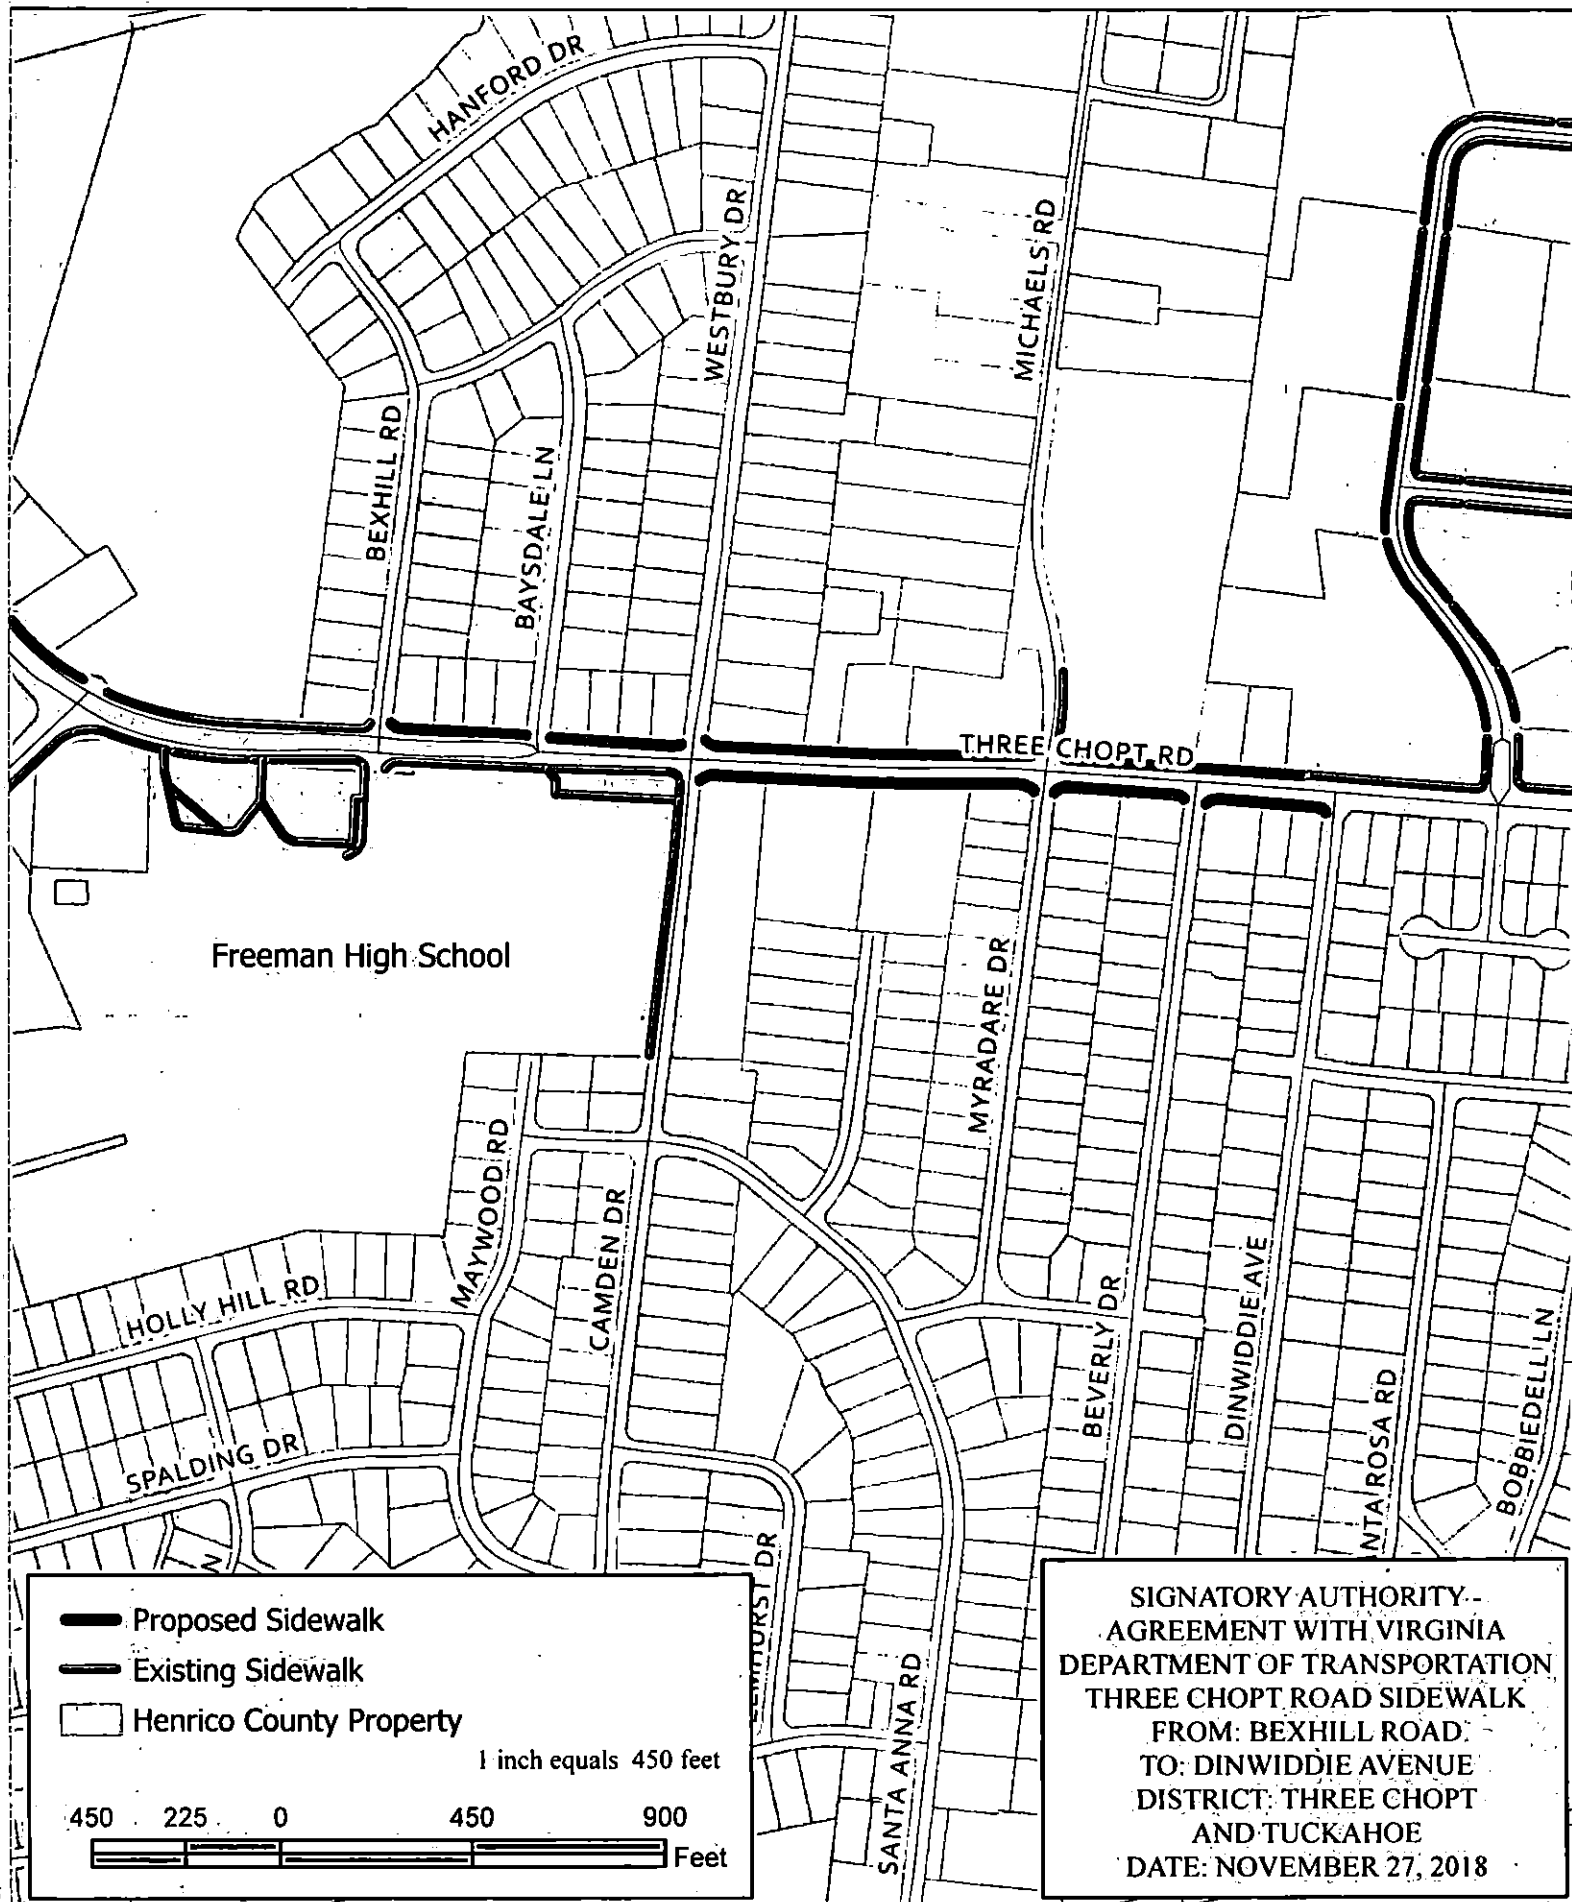 HANFORD DR
WESTBURY DR
MICHAELS RD
BEXHILL RD
BAYSDALE LN
THREE CHOPT RD
Freeman High School
MYRADARE DR
MAYWOOD RD
CAMDEN DR
HOLLY HILL RD
BEVERLY DR
DINWIDDIE AVE
BOBBIEDELL LN
NTA ROSA RD
SPALDING DR
DR
SANTA ANNA RD
Proposed Sidewalk
Existing Sidewalk
Henrico County Property
1 inch equals 450 feet
450 225 0 450 900
Feet
SIGNATORY AUTHORITY -
AGREEMENT WITH VIRGINIA
DEPARTMENT OF TRANSPORTATION
THREE CHOPT ROAD SIDEWALK
FROM: BEXHILL ROAD
TO: DINWIDDIE AVENUE
DISTRICT: THREE CHOPT
AND TUCKAHOE
DATE: NOVEMBER 27, 2018